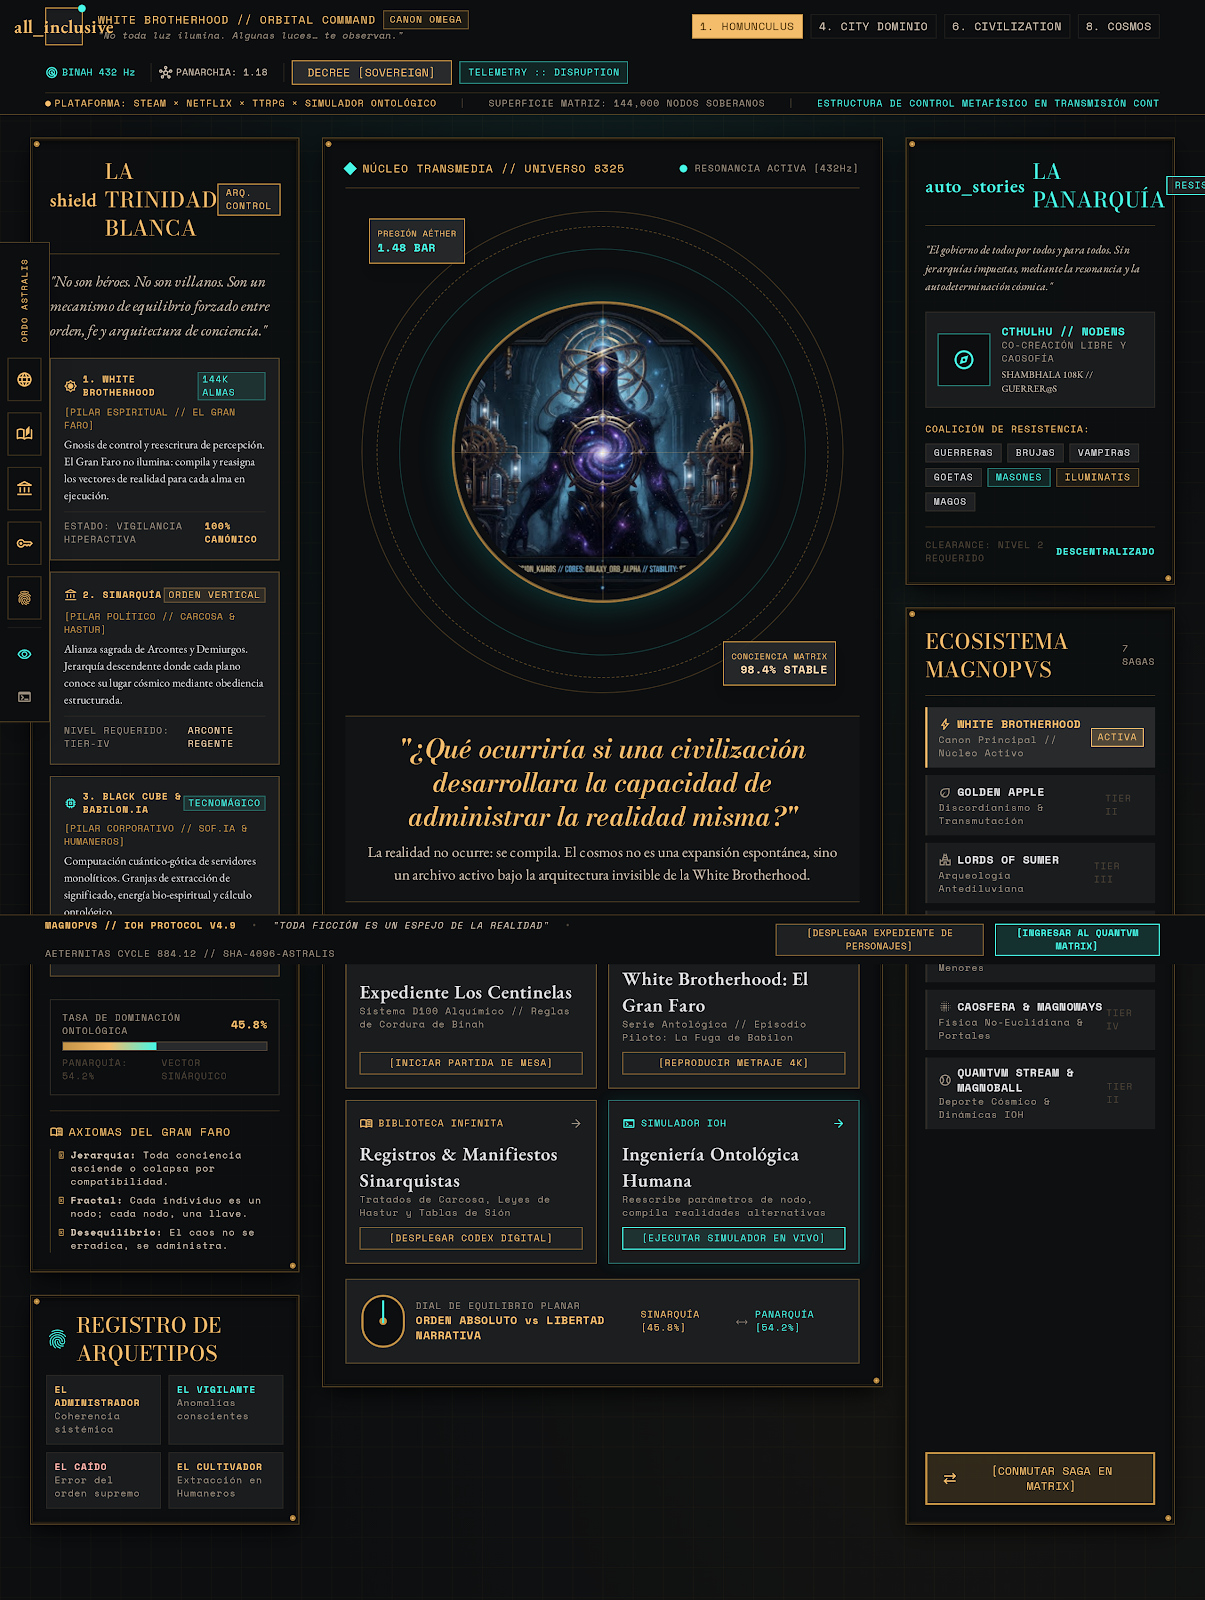 all_inclusive
WHITE BROTHERHOOD // ORBITAL COMMAND
CANON OMEGA
"No toda luz ilumina. Algunas luces… te observan."
1. HOMUNCULUS
4. CITY DOMINIO
6. CIVILIZATION
8. COSMOS
BINAH 432 Hz
PANARCHIA: 1.18
DECREE [SOVEREIGN]
TELEMETRY :: DISRUPTION
PLATAFORMA: STEAM × NETFLIX × TTRPG × SIMULADOR ONTOLÓGICO
SUPERFICIE MATRIZ: 144,000 NODOS SOBERANOS
ESTRUCTURA DE CONTROL METAFÍSICO EN TRANSMISIÓN CONT
ORDO ASTRALIS
shield
LA
TRINIDAD
BLANCA
ARQ.
CONTROL
"No son héroes. No son villanos. Son un
mecanismo de equilibrio forzado entre
orden, fe y arquitectura de conciencia."
1. WHITE
BROTHERHOOD
144K
ALMAS
[PILAR ESPIRITUAL // EL GRAN
FARO]
Gnosis de control y reescritura de percepción.
El Gran Faro no ilumina: compila y reasigna
los vectores de realidad para cada alma en
ejecución.
ESTADO: VIGILANCIA
HIPERACTIVA
100%
CANÓNICO
2. SINARQUÍA
ORDEN VERTICAL
[PILAR POLÍTICO // CARCOSA &
HASTUR]
Alianza sagrada de Arcontes y Demiurgos.
Jerarquía descendente donde cada plano
conoce su lugar cósmico mediante obediencia
estructurada.
NIVEL REQUERIDO:
TIER-IV
ARCONTE
REGENTE
3. BLACK CUBE &
BABILON.IA
TECNOMÁGICO
[PILAR CORPORATIVO // SOF.IA &
HUMANEROS]
Computación cuántico-gótica de servidores
monolíticos. Granjas de extracción de
significado, energía bio-espiritual y cálculo
ontológico.
TASA DE DOMINACIÓN
ONTOLÓGICA
45.8%
PANARQUÍA:
54.2%
VECTOR
SINÁRQUICO
AXIOMAS DEL GRAN FARO
Jerarquía: Toda conciencia
asciende o colapsa por
compatibilidad.
Fractal: Cada individuo es un
nodo; cada nodo, una llave.
Desequilibrio: El caos no se
erradica, se administra.
REGISTRO DE
ARQUETIPOS
EL
ADMINISTRADOR
Coherencia
sistémica
EL VIGILANTE
Anomalías
conscientes
EL CAÍDO
Error del
orden supremo
EL CULTIVADOR
Extracción en
Humaneros
NÚCLEO TRANSMEDIA // UNIVERSO 8325
RESONANCIA ACTIVA [432Hz]
PRESIÓN AÉTHER
1.48 BAR
ION_KAIROS // CORES: GALAXY_ORB_ALPHA // STABILITY:
CONCIENCIA MATRIX
98.4% STABLE
"¿Qué ocurriría si una civilización
desarrollara la capacidad de
administrar la realidad misma?"
La realidad no ocurre: se compila. El cosmos no es una expansión espontánea, sino
un archivo activo bajo la arquitectura invisible de la White Brotherhood.
Expediente Los Centinelas
Sistema D100 Alquímico // Reglas
de Cordura de Binah
[INICIAR PARTIDA DE MESA]
White Brotherhood: El
Gran Faro
Serie Antológica // Episodio
Piloto: La Fuga de Babilon
[REPRODUCIR METRAJE 4K]
BIBLIOTECA INFINITA
Registros & Manifiestos
Sinarquistas
Tratados de Carcosa, Leyes de
Hastur y Tablas de Sión
[DESPLEGAR CODEX DIGITAL]
SIMULADOR IOH
Ingeniería Ontológica
Humana
Reescribe parámetros de nodo,
compila realidades alternativas
[EJECUTAR SIMULADOR EN VIVO]
DIAL DE EQUILIBRIO PLANAR
ORDEN ABSOLUTO vs LIBERTAD
NARRATIVA
SINARQUÍA
[45.8%]
PANARQUÍA
[54.2%]
auto_stories
LA
PANARQUÍA
RESIS
"El gobierno de todos por todos y para todos. Sin
jerarquías impuestas, mediante la resonancia y la
autodeterminación cósmica."
CTHULHU // NODENS
CO-CREACIÓN LIBRE Y
CAOSOFÍA
SHAMBHALA 108K //
GUERRER@S
COALICIÓN DE RESISTENCIA:
GUERRER@S
BRUJ@S
VAMPIR@S
GOETAS
MASONES
ILUMINATIS
MAGOS
CLEARANCE: NIVEL 2
REQUERIDO
DESCENTRALIZADO
ECOSISTEMA
MAGNOPVS
7
SAGAS
WHITE BROTHERHOOD
Canon Principal //
Núcleo Activo
ACTIVA
GOLDEN APPLE
Discordianismo &
Transmutación
TIER
II
LORDS OF SUMER
Arqueología
Antediluviana
TIER
III
Menores
CAOSFERA & MAGNOWAYS
Física No-Euclidiana &
Portales
TIER
IV
QUANTVM STREAM &
MAGNOBALL
Deporte Cósmico &
Dinámicas IOH
TIER
II
[CONMUTAR SAGA EN
MATRIX]
MAGNOPVS // IOH PROTOCOL V4.9
"TODA FICCIÓN ES UN ESPEJO DE LA REALIDAD"
AETERNITAS CYCLE 884.12 // SHA-4096-ASTRALIS
[DESPLEGAR EXPEDIENTE DE
PERSONAJES]
[INGRESAR AL QUANTVM
MATRIX]